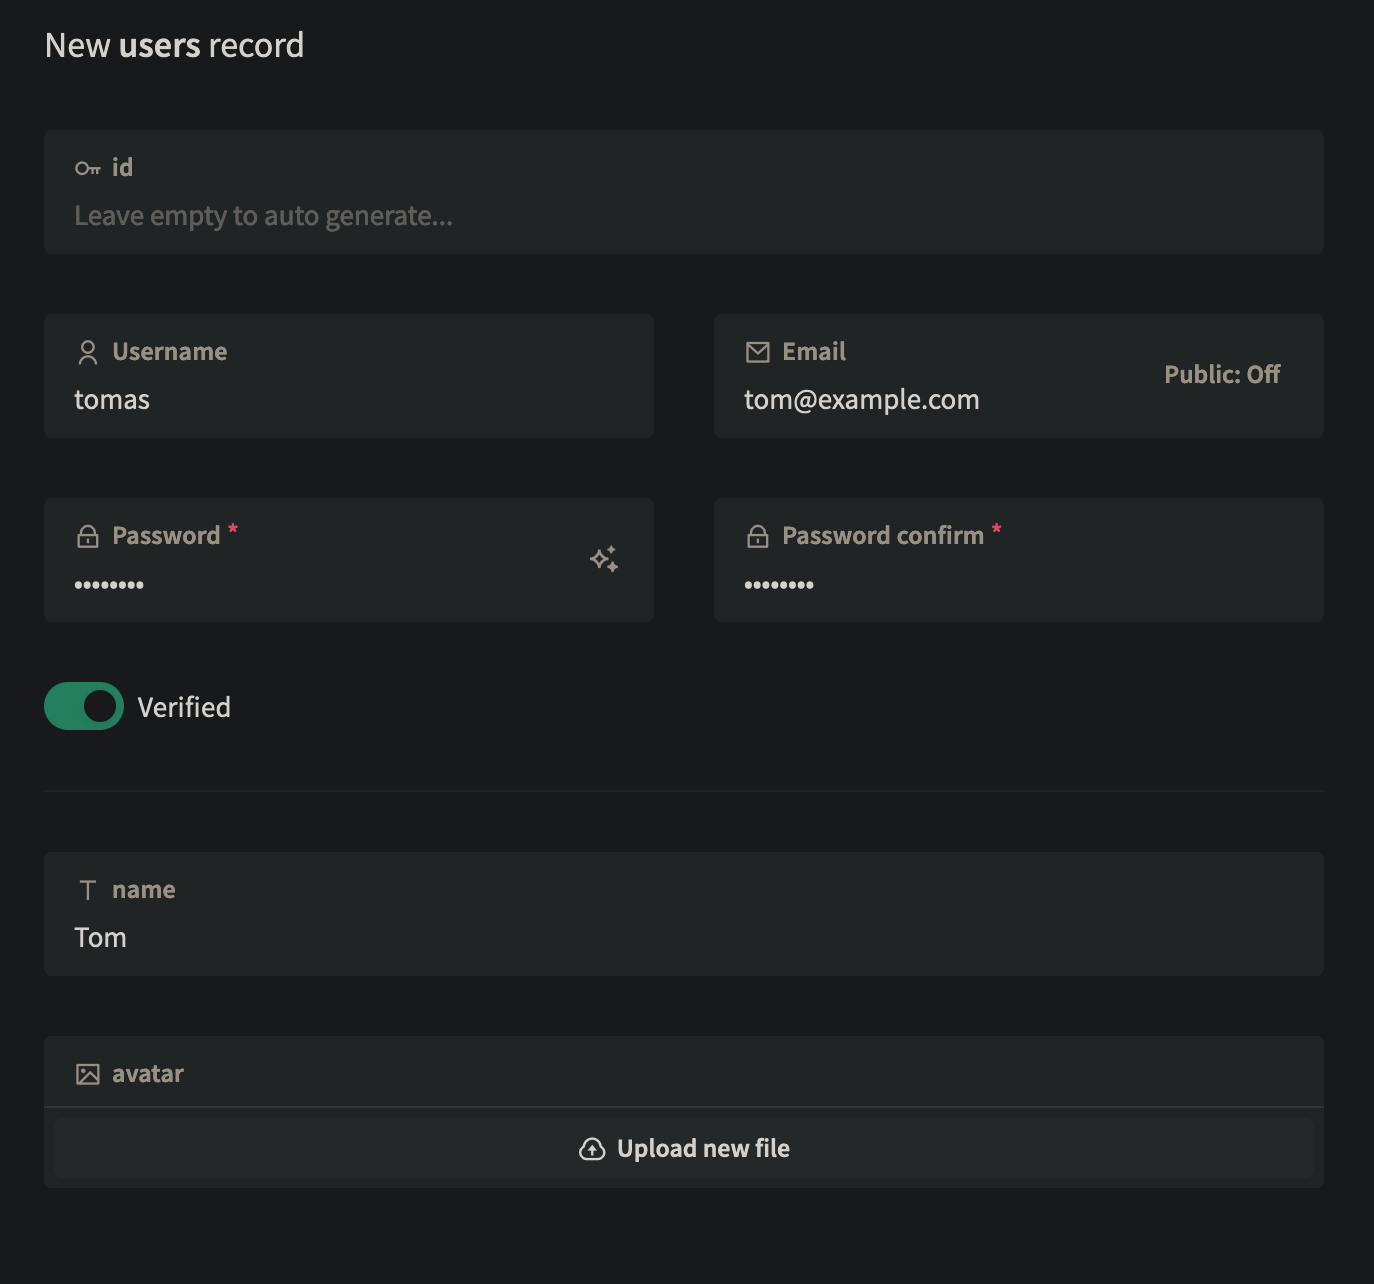 New users record
id
Leave empty to auto generate...
Username
tomas
Email
tom@example.com
Public: Off
Password *
••••••••
Password confirm *
••••••••
Verified
name
Tom
avatar
Upload new file